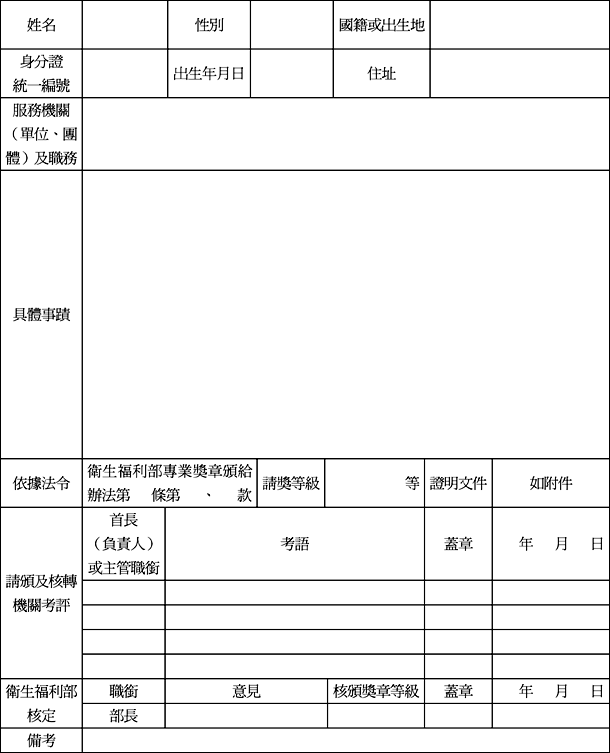 姓名 性別 國籍或出生地
身分證
統一編號
出生年月日 住址
服務機關
（單位、團
體）及職務
具體事蹟
依據法令
衛生福利部專業獎章頒給
辦法第 條第 、 款
請獎等級 等 證明文件 如附件
請頒及核轉
機關考評
首長
（負責人）
或主管職銜
考語 蓋章 年 月 日
衛生福利部
核定
職銜 意見 核頒獎章等級 蓋章 年 月 日
部長
備考